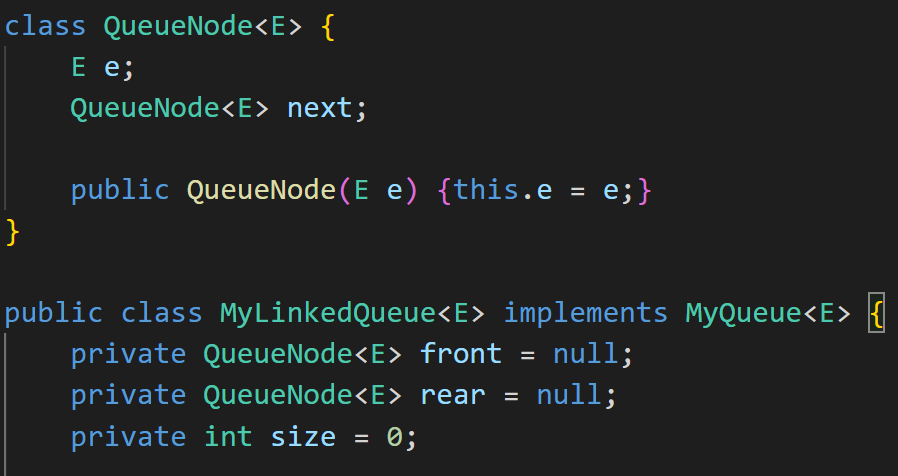 class QueueNode<E> {
    E e;
    QueueNode<E> next;

    public QueueNode(E e) {this.e = e;}
}

public class MyLinkedQueue<E> implements MyQueue<E> {
    private QueueNode<E> front = null;
    private QueueNode<E> rear = null;
    private int size = 0;